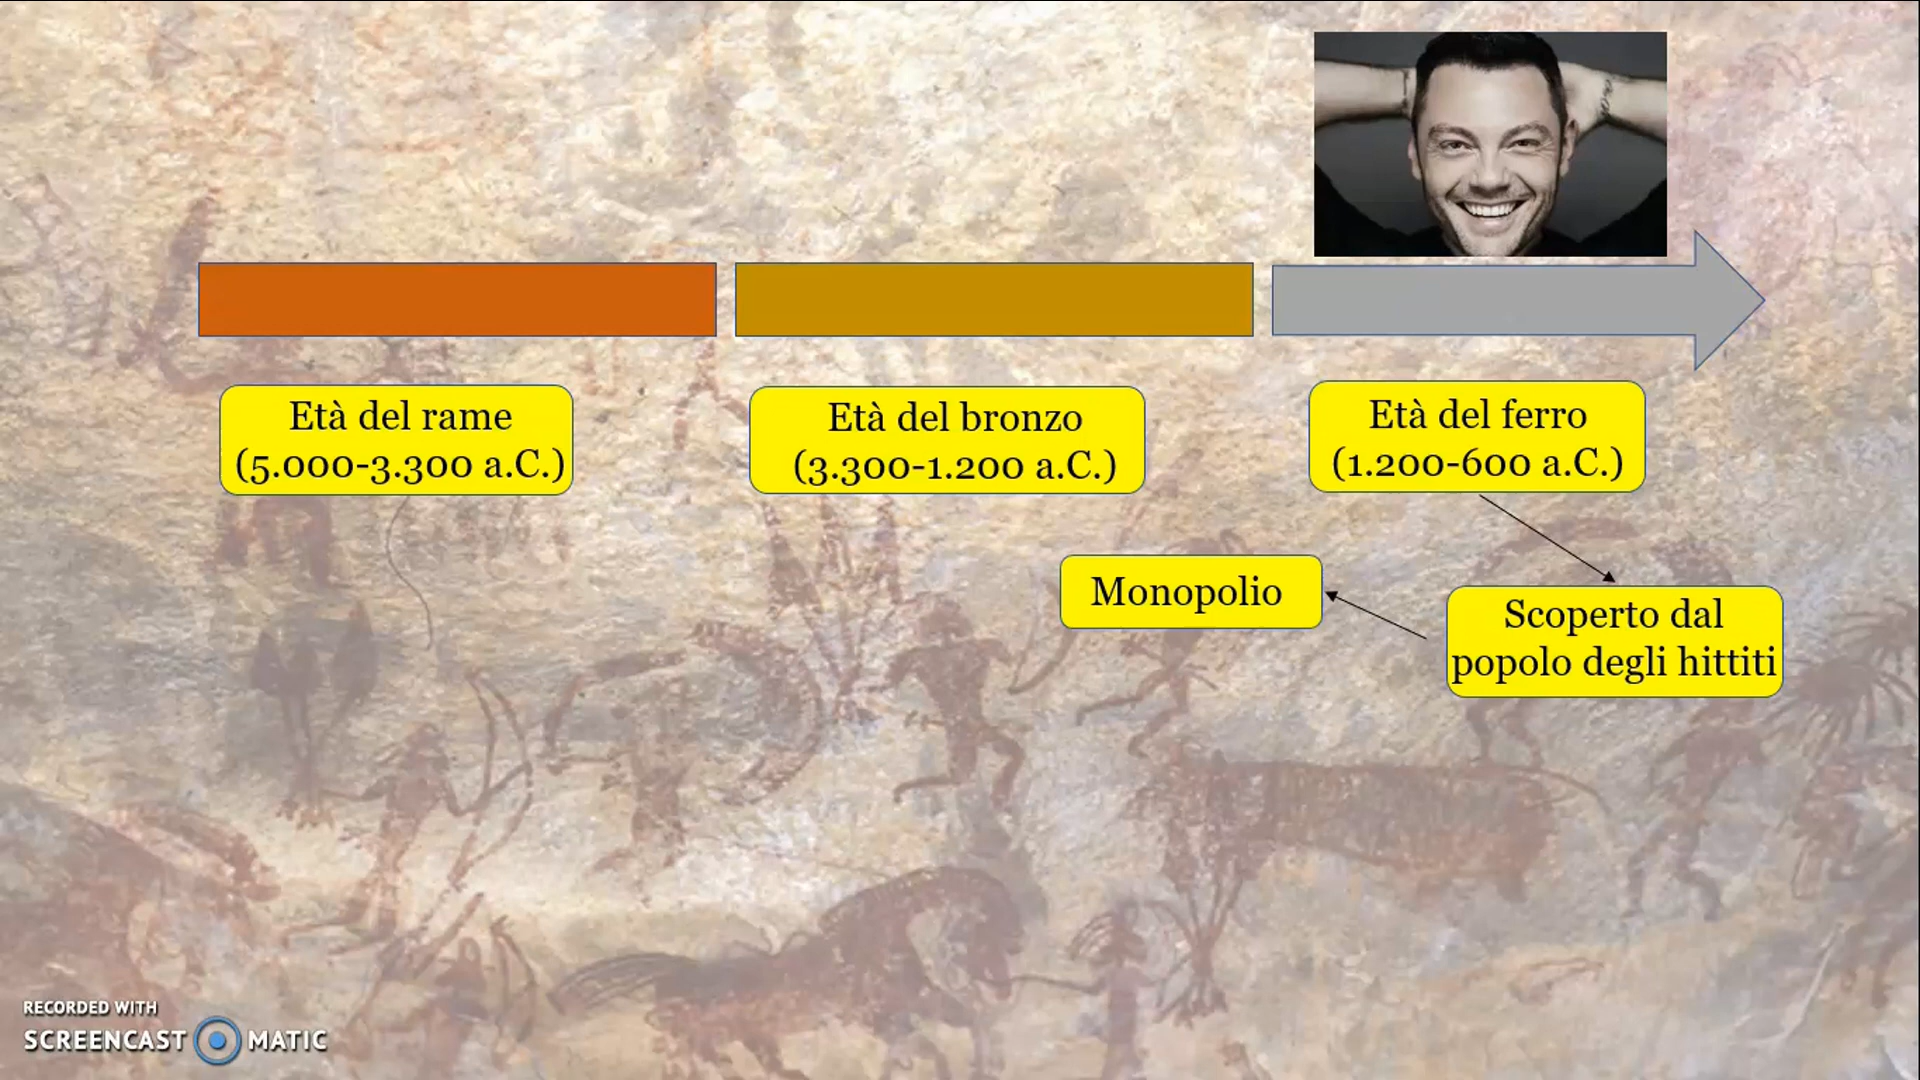 Età del rame
(5.000-3.300 a.C.)
Età del bronzo
(3.300-1.200 a.C.)
Età del ferro
(1.200-600 a.C.)
Monopolio
Scoperto dal
popolo degli hittiti
RECORDED WITH
SCREENCAST MATIC